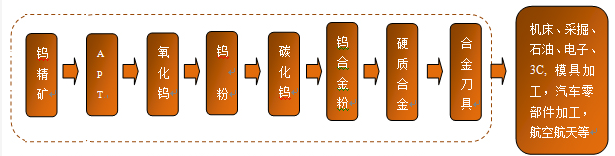 钨精矿
APT
氧化钨
钨粉
碳化钨
钨合金粉
硬质合金
合金刀具
机床、采掘、
石油、电子、
3C, 模具加
工，汽车零
部件加工，
航空航天等